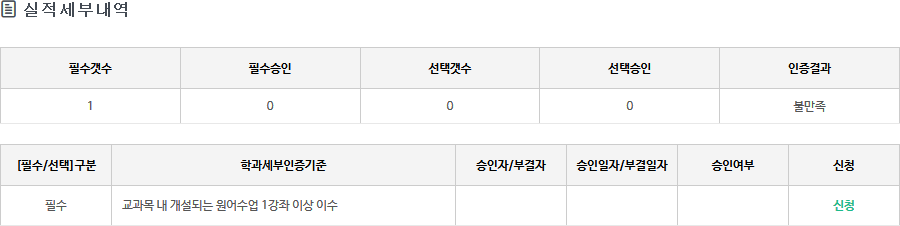 실적세부내역
필수갯수 필수승인 선택갯수 선택승인 인증결과
1 0 0 0 불만족
[필수/선택]구분 학과세부인증기준 승인자/부결자 승인일자/부결일자 승인여부 신청
필수 교과목 내 개설되는 원어수업 1강좌 이상 이수 신청